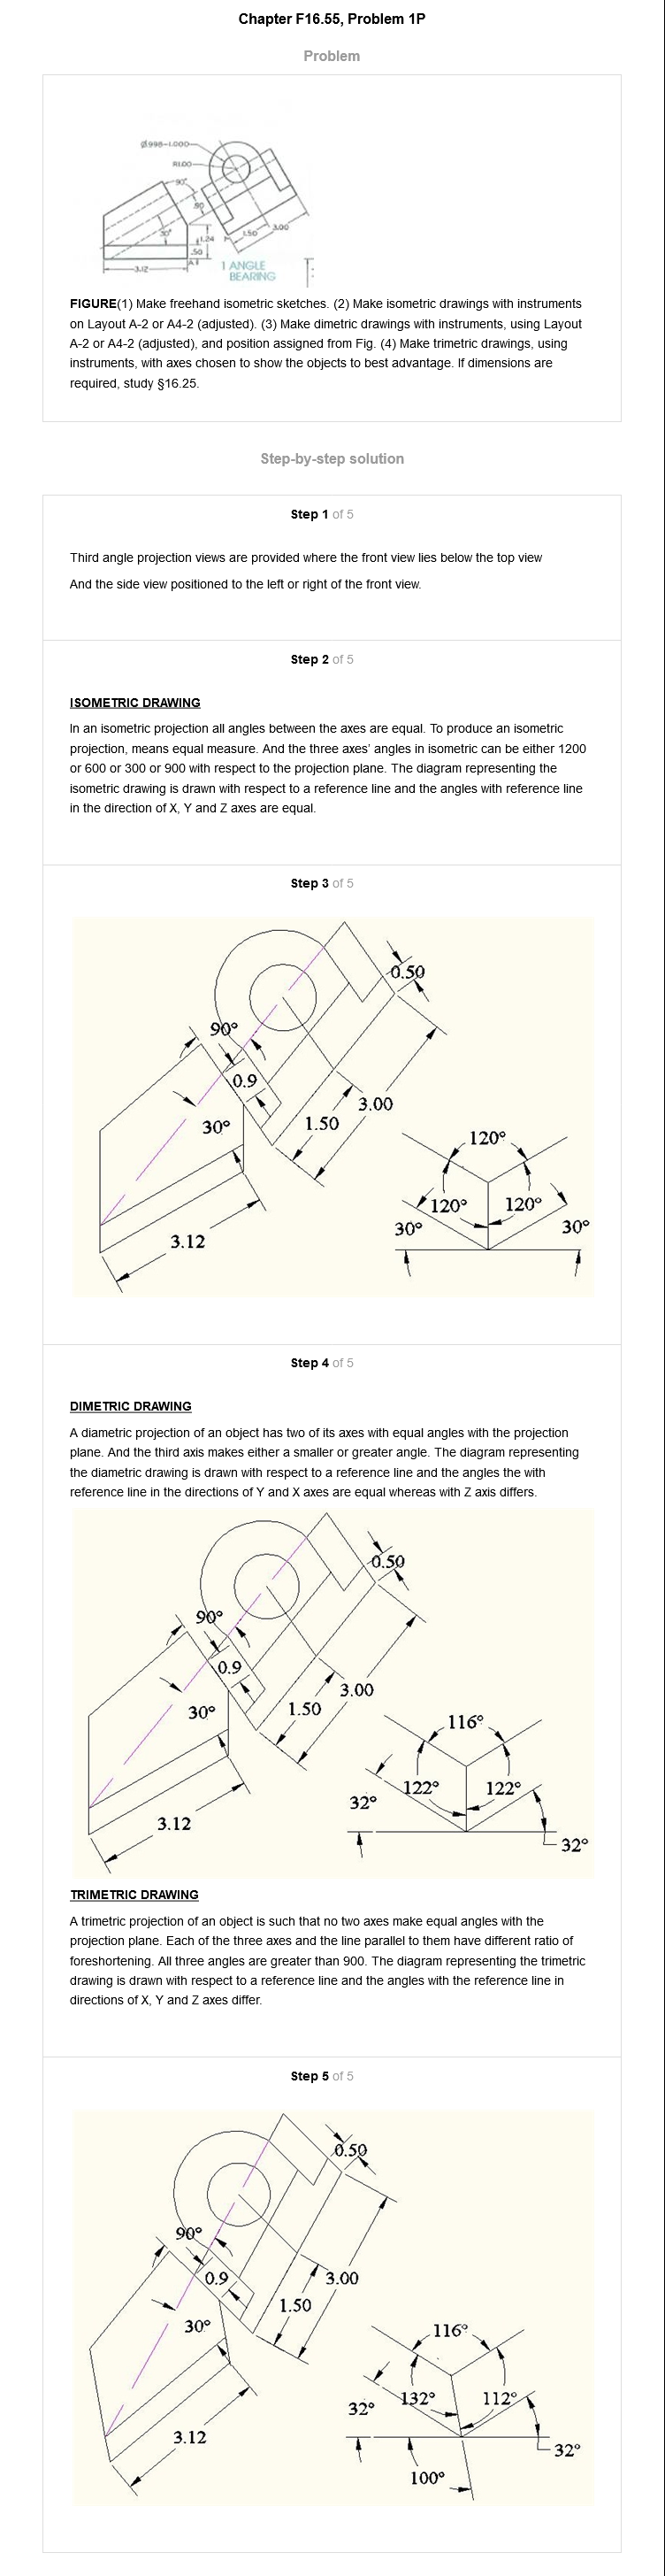 Chapter F16.55, Problem 1P
Problem
Ø.998-1.000
R1.00
90°
.90
30°
1.24
.50
1.50
3.00
3.12
A
1 ANGLE
BEARING
FIGURE(1) Make freehand isometric sketches. (2) Make isometric drawings with instruments
on Layout A-2 or A4-2 (adjusted). (3) Make dimetric drawings with instruments, using Layout
A-2 or A4-2 (adjusted), and position assigned from Fig. (4) Make trimetric drawings, using
instruments, with axes chosen to show the objects to best advantage. If dimensions are
required, study §16.25.
Step-by-step solution
Step 1 of 5
Third angle projection views are provided where the front view lies below the top view
And the side view positioned to the left or right of the front view.
Step 2 of 5
ISOMETRIC DRAWING
In an isometric projection all angles between the axes are equal. To produce an isometric
projection, means equal measure. And the three axes' angles in isometric can be either 1200
or 600 or 300 or 900 with respect to the projection plane. The diagram representing the
isometric drawing is drawn with respect to a reference line and the angles with reference line
in the direction of X, Y and Z axes are equal.
Step 3 of 5
0.50
90°
0.9
3.00
1.50
30°
120°
120°
120°
30°
30°
3.12
Step 4 of 5
DIMETRIC DRAWING
A diametric projection of an object has two of its axes with equal angles with the projection
plane. And the third axis makes either a smaller or greater angle. The diagram representing
the diametric drawing is drawn with respect to a reference line and the angles the with
reference line in the directions of Y and X axes are equal whereas with Z axis differs.
0.50
90°
0.9
3.00
1.50
30°
116°
122°
122°
32°
32°
3.12
TRIMETRIC DRAWING
A trimetric projection of an object is such that no two axes make equal angles with the
projection plane. Each of the three axes and the line parallel to them have different ratio of
foreshortening. All three angles are greater than 900. The diagram representing the trimetric
drawing is drawn with respect to a reference line and the angles with the reference line in
directions of X, Y and Z axes differ.
Step 5 of 5
0.50
90°
0.9
3.00
1.50
30°
116°
132°
112°
32°
32°
3.12
100°